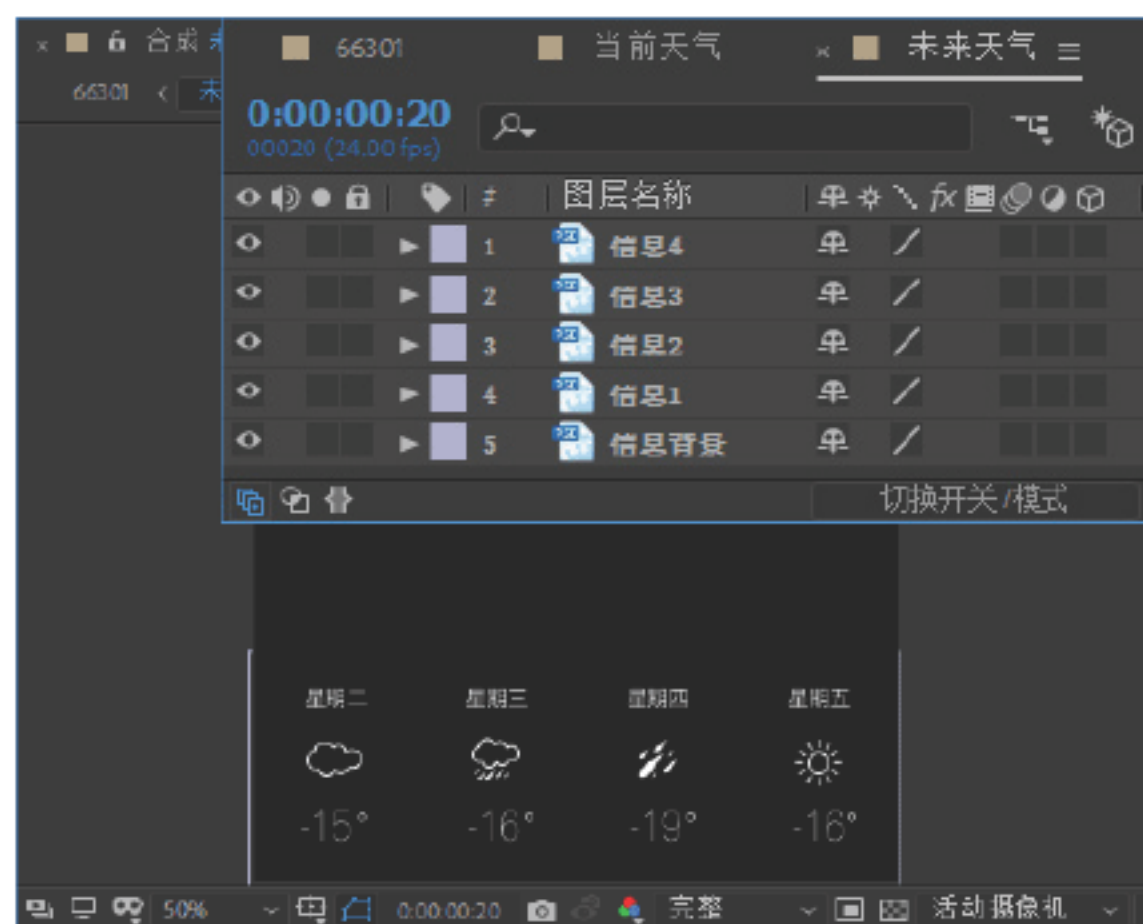 合成
66301 当前天气 未来天气
66301
0:00:00:20
00020 (24.00 fps)
# 图层名称
fx
1 信息4
2 信息3
3 信息2
4 信息1
5 信息背景
切换开关/模式
星期二 星期三 星期四 星期五
-15° -16° -19° -16°
50% 0:00:00:20 完整 活动摄像机